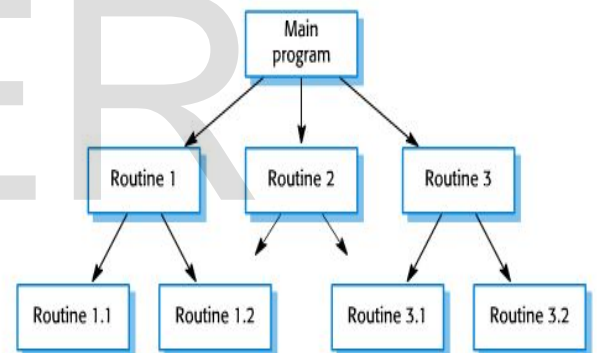 Main
program
Routine 1
Routine 2
Routine 3
Routine 1.1
Routine 1.2
Routine 3.1
Routine 3.2